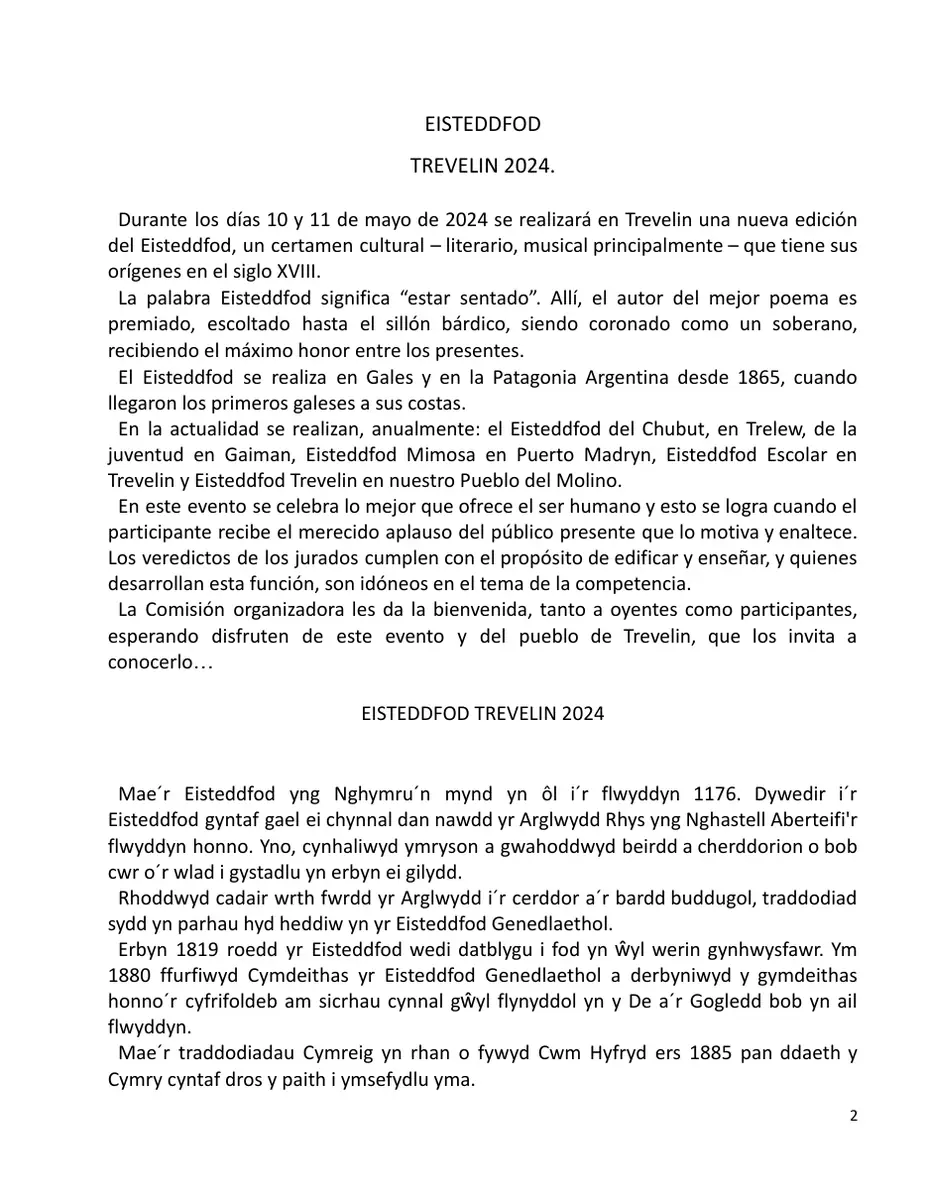 EISTEDDFOD
TREVELIN 2024.
Durante los días 10 y 11 de mayo de 2024 se realizará en Trevelin una nueva edición
del Eisteddfod, un certamen cultural – literario, musical principalmente – que tiene sus
orígenes en el siglo XVIII.
La palabra Eisteddfod significa “estar sentado”. Allí, el autor del mejor poema es
premiado, escoltado hasta el sillón bárdico, siendo coronado como un soberano,
recibiendo el máximo honor entre los presentes.
El Eisteddfod se realiza en Gales y en la Patagonia Argentina desde 1865, cuando
llegaron los primeros galeses a sus costas.
En la actualidad se realizan, anualmente: el Eisteddfod del Chubut, en Trelew, de la
juventud en Gaiman, Eisteddfod Mimosa en Puerto Madryn, Eisteddfod Escolar en
Trevelin y Eisteddfod Trevelin en nuestro Pueblo del Molino.
En este evento se celebra lo mejor que ofrece el ser humano y esto se logra cuando el
participante recibe el merecido aplauso del público presente que lo motiva y enaltece.
Los veredictos de los jurados cumplen con el propósito de edificar y enseñar, y quienes
desarrollan esta función, son idóneos en el tema de la competencia.
La Comisión organizadora les da la bienvenida, tanto a oyentes como participantes,
esperando disfruten de este evento y del pueblo de Trevelin, que los invita a
conocerlo…
EISTEDDFOD TREVELIN 2024
Mae´r Eisteddfod yng Nghymru´n mynd yn ôl i´r flwyddyn 1176. Dywedir i´r
Eisteddfod gyntaf gael ei chynnal dan nawdd yr Arglwydd Rhys yng Nghastell Aberteifi'r
flwyddyn honno. Yno, cynhaliwyd ymryson a gwahoddwyd beirdd a cherddorion o bob
cwr o´r wlad i gystadlu yn erbyn ei gilydd.
Rhoddwyd cadair wrth fwrdd yr Arglwydd i´r cerddor a´r bardd buddugol, traddodiad
sydd yn parhau hyd heddiw yn yr Eisteddfod Genedlaethol.
Erbyn 1819 roedd yr Eisteddfod wedi datblygu i fod yn ŵyl werin gynhwysfawr. Ym
1880 ffurfiwyd Cymdeithas yr Eisteddfod Genedlaethol a derbyniwyd y gymdeithas
honno´r cyfrifoldeb am sicrhau cynnal gŵyl flynyddol yn y De a´r Gogledd bob yn ail
flwyddyn.
Mae´r traddodiadau Cymreig yn rhan o fywyd Cwm Hyfryd ers 1885 pan ddaeth y
Cymry cyntaf dros y paith i ymsefydlu yma.
2